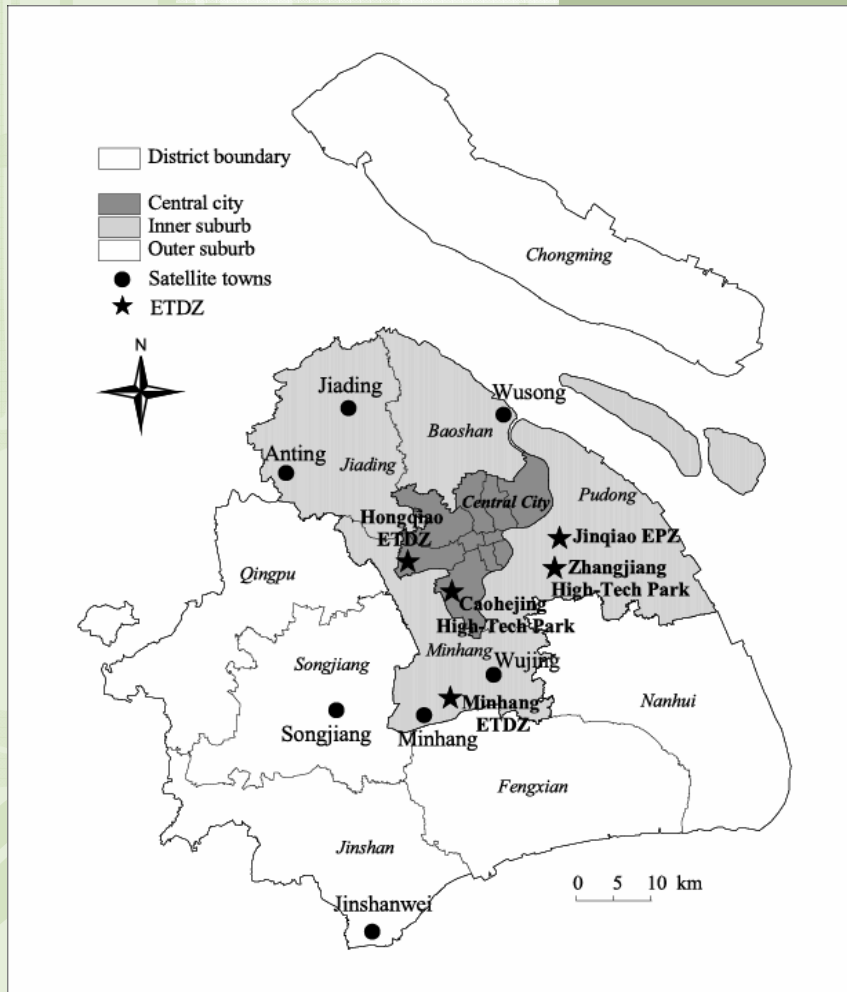 District boundary
Central city
Inner suburb
Outer suburb
Satellite towns
ETDZ
N
Chongming
Jiading
Wusong
Baoshan
Anting
Jiading
Central City
Pudong
Hongqiao
ETDZ
Jinqiao EPZ
Zhangjiang
High-Tech Park
Qingpu
Caohejing
High-Tech Park
Minhang
Wujing
Songjiang
Songjiang
Minhang
Minhang
ETDZ
Nanhui
Fengxian
Jinshan
Jinshanwei
0 5 10 km